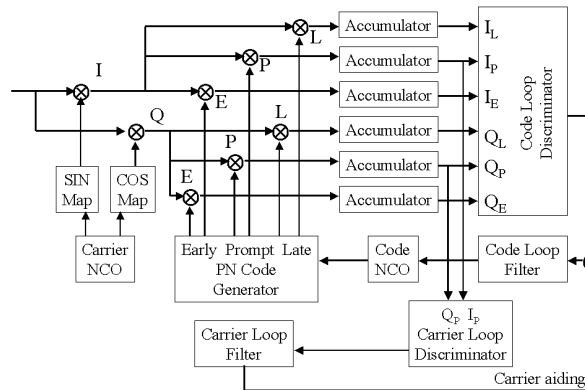 L
Accumulator
I_L
I
P
Accumulator
I_P
E
Accumulator
I_E
Q
L
Accumulator
Q_L
P
Accumulator
Q_P
E
Accumulator
Q_E
Code Loop
Discriminator
SIN
Map
COS
Map
Carrier
NCO
Early Prompt Late
PN Code
Generator
Code
NCO
Code Loop
Filter
Q_P I_P
Carrier Loop
Discriminator
Carrier Loop
Filter
Carrier aiding